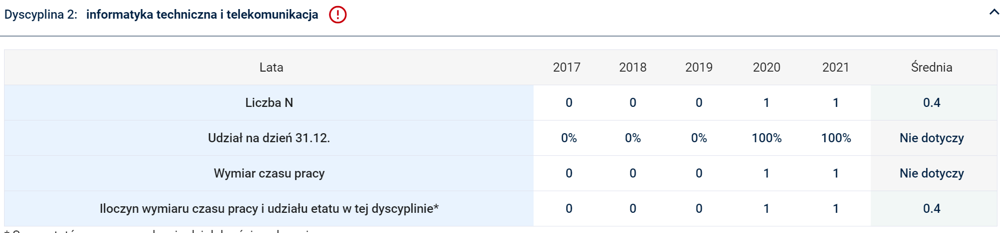 Dyscyplina 2: informatyka techniczna i telekomunikacja
Lata 2017 2018 2019 2020 2021 Średnia
Liczba N 0 0 0 1 1 0.4
Udział na dzień 31.12. 0% 0% 0% 100% 100% Nie dotyczy
Wymiar czasu pracy 0 0 0 1 1 Nie dotyczy
Iloczyn wymiaru czasu pracy i udziału etatu w tej dyscyplinie* 0 0 0 1 1 0.4